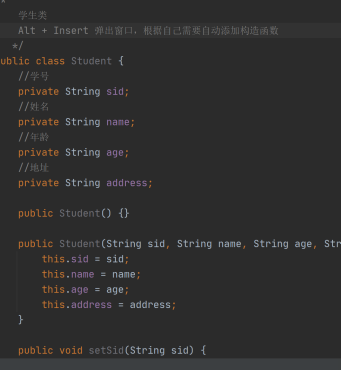 *
学生类
Alt + Insert 弹出窗口，根据自己需要自动添加构造函数
*/
ublic class Student {
//学号
private String sid;
//姓名
private String name;
//年龄
private String age;
//地址
private String address;
public Student() {}
public Student(String sid, String name, String age, Str
this.sid = sid;
this.name = name;
this.age = age;
this.address = address;
}
public void setSid(String sid) {